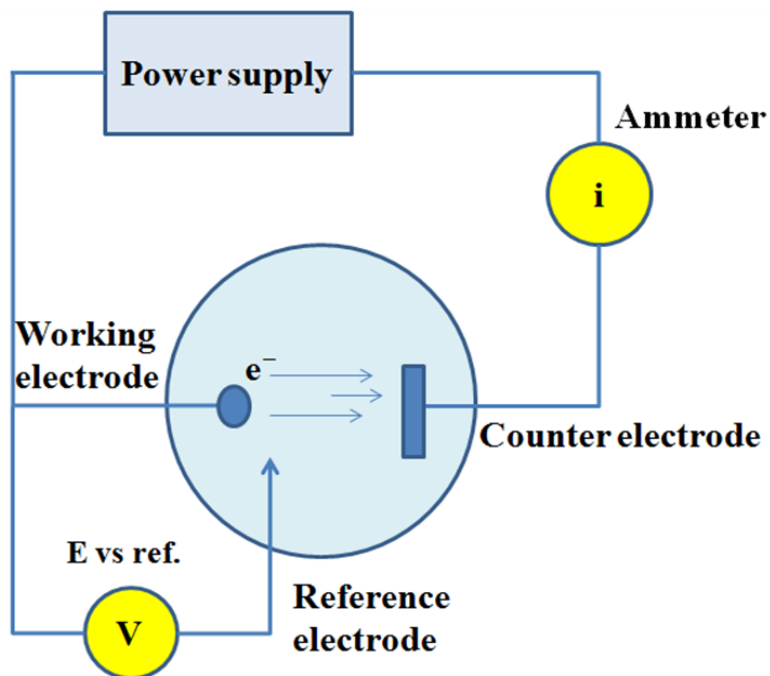 Power supply
Ammeter
i
Working
electrode
e⁻
Counter electrode
E vs ref.
V
Reference
electrode